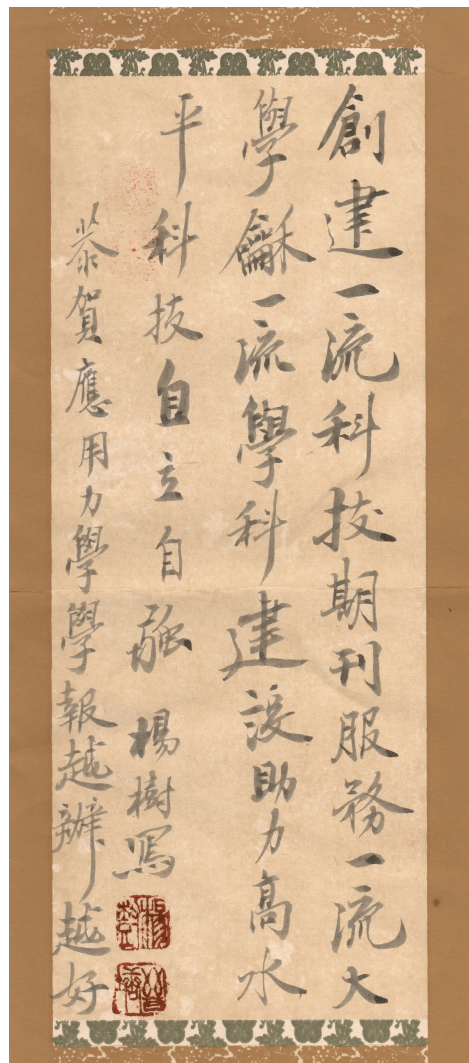 創建一流科技期刊服務一流大
學龢一流學科建設助力高水
平科技自立自強 楊樹寫
恭賀應用力學學報越辦越好